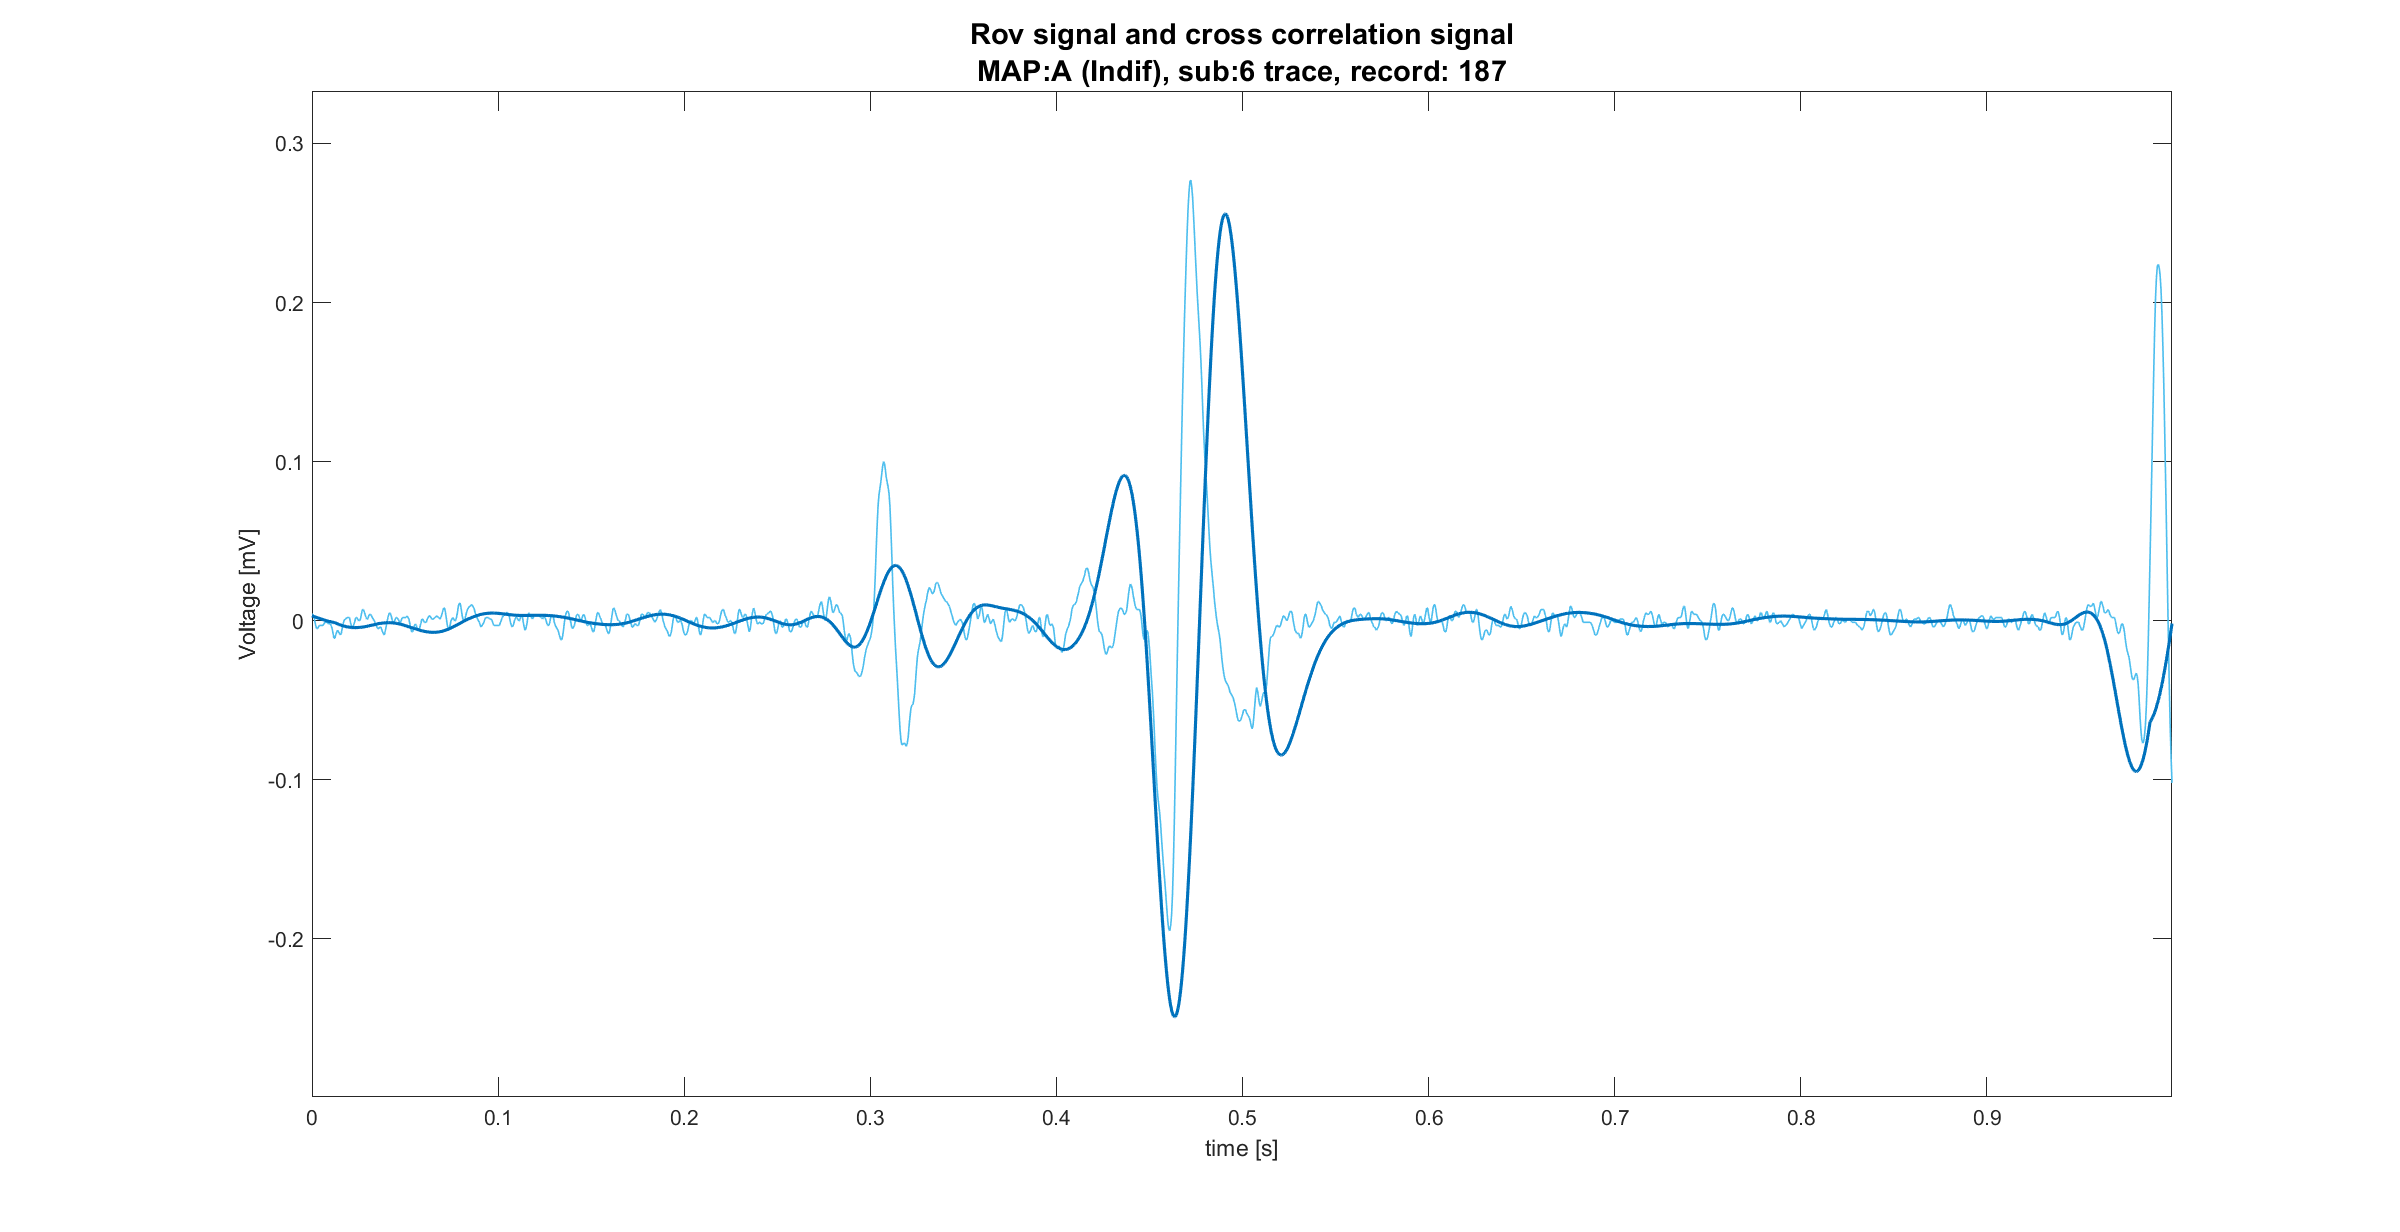 Rov signal and cross correlation signal
MAP:A (Indif), sub:6 trace, record: 187
0.3
0.2
0.1
0
-0.1
-0.2
Voltage [mV]
0 0.1 0.2 0.3 0.4 0.5 0.6 0.7 0.8 0.9
time [s]